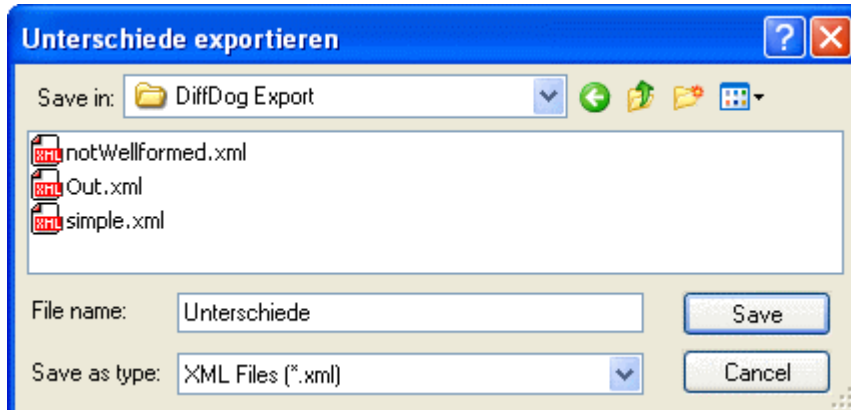 Unterschiede exportieren
Save in: DiffDog Export
notWellformed.xml
Out.xml
simple.xml
File name: Unterschiede Save
Save as type: XML Files (*.xml) Cancel